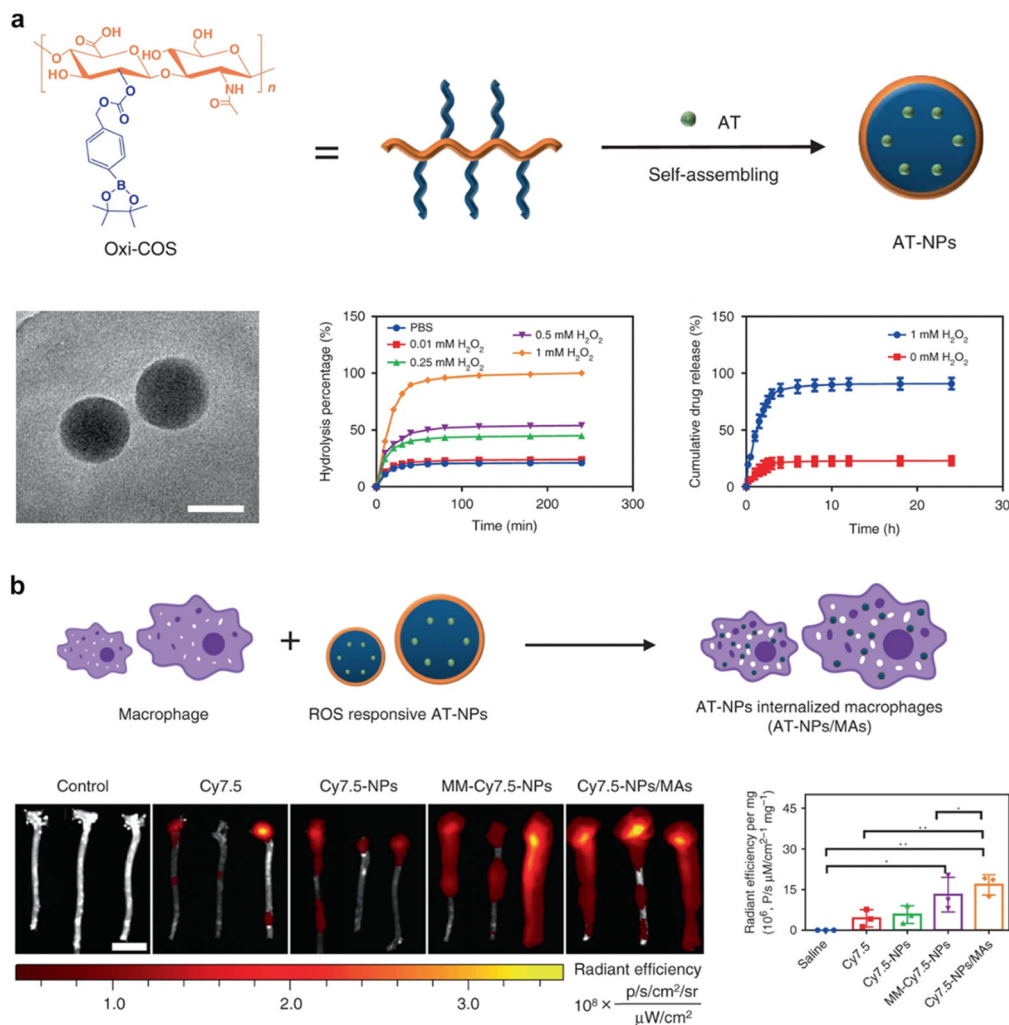 a
OH
O
OH
O
O
HO
O
HO
O
O
NH
n
O
O
O
O
B
O
O
Oxi-COS
=
AT
Self-assembling
AT-NPs
Hydrolysis percentage (%)
150
100
50
0
PBS
0.01 mM H₂O₂
0.25 mM H₂O₂
0.5 mM H₂O₂
1 mM H₂O₂
0 100 200 300
Time (min)
Cumulative drug release (%)
150
100
50
0
1 mM H₂O₂
0 mM H₂O₂
0 10 20 30
Time (h)
b
+
Macrophage
ROS responsive AT-NPs
AT-NPs internalized macrophages
(AT-NPs/MAs)
Control Cy7.5 Cy7.5-NPs MM-Cy7.5-NPs Cy7.5-NPs/MAs
1.0 2.0 3.0
Radiant efficiency
10⁸ × p/s/cm²/sr
µW/cm²
Radiant efficiency per mg
(10⁶, P/s µM/cm²⁻¹ mg⁻¹)
45
30
15
0
*
**
**
*
Saline
Cy7.5
Cy7.5-NPs
MM-Cy7.5-NPs
Cy7.5-NPs/MAs